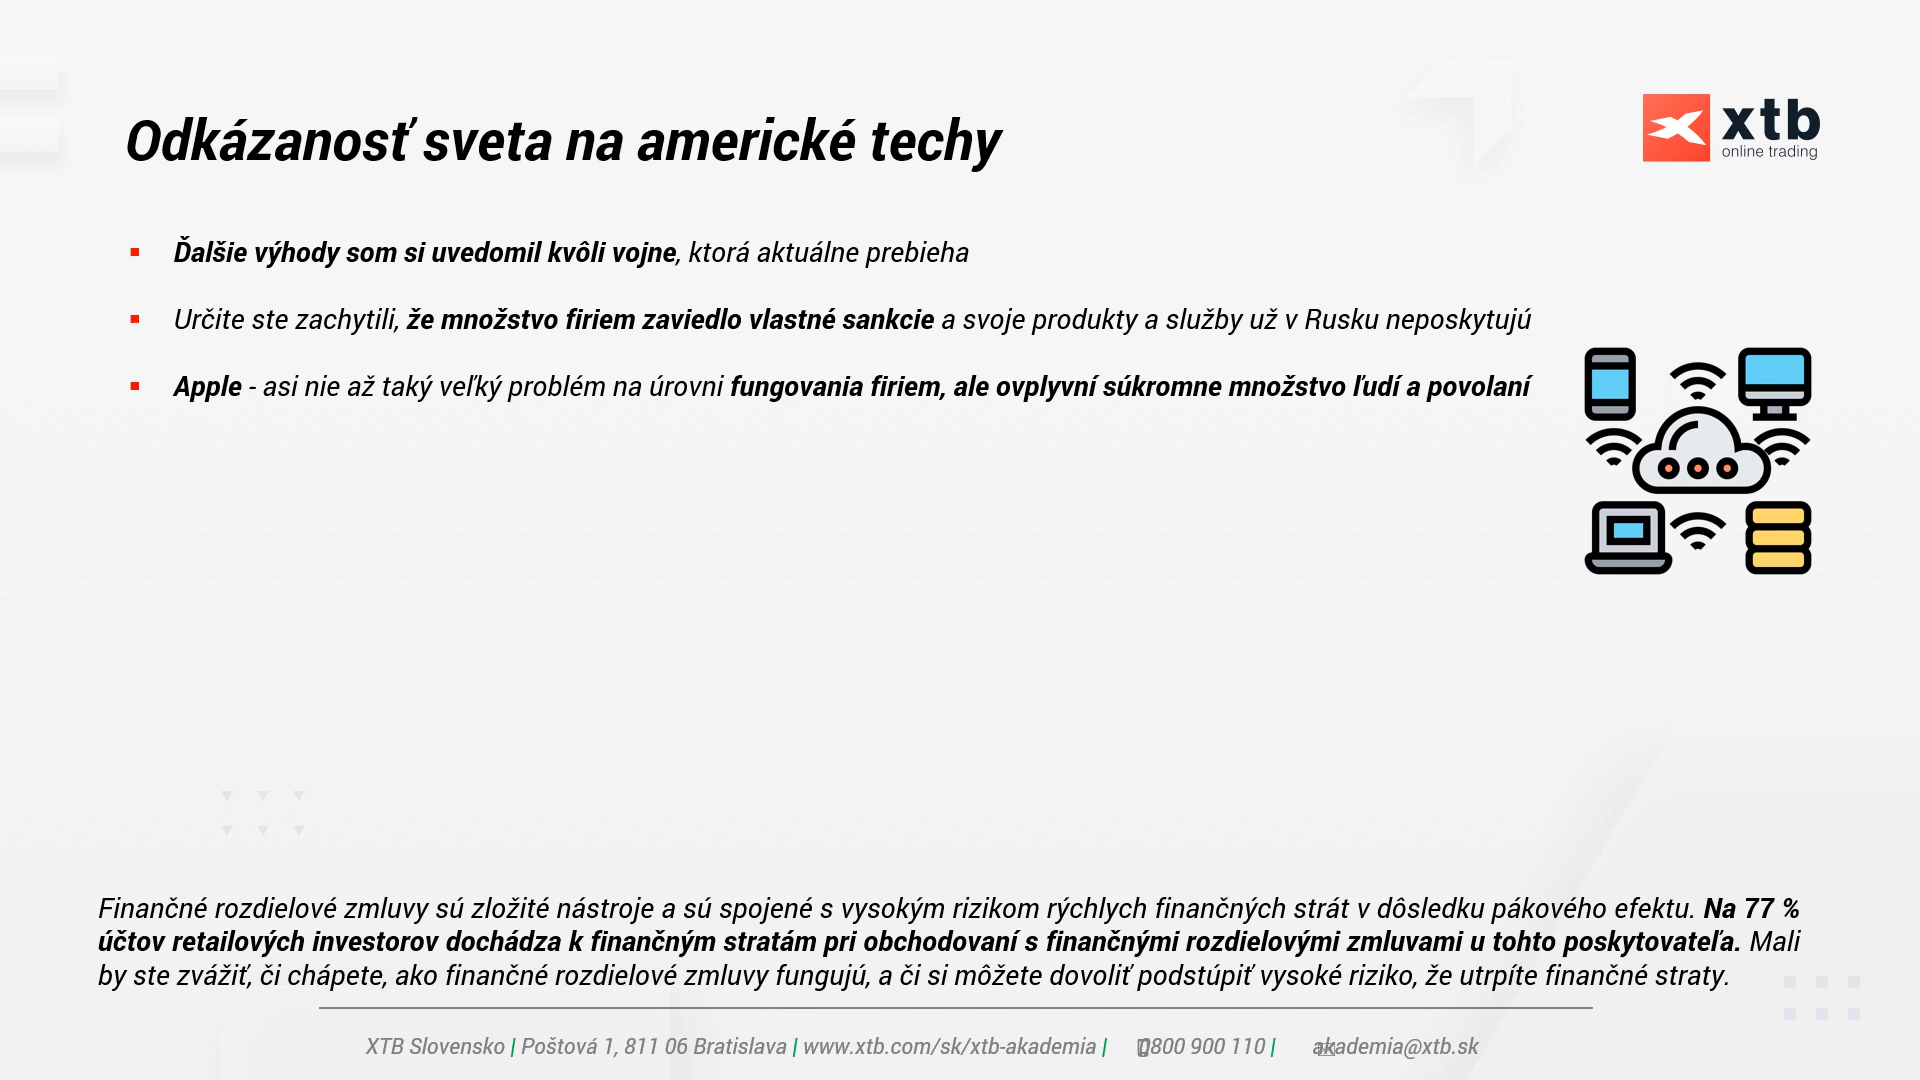 Odkázanosť sveta na americké techy
xtb
online trading
Ďalšie výhody som si uvedomil kvôli vojne, ktorá aktuálne prebieha
Určite ste zachytili, že množstvo firiem zaviedlo vlastné sankcie a svoje produkty a služby už v Rusku neposkytujú
Apple - asi nie až taký veľký problém na úrovni fungovania firiem, ale ovplyvní súkromne množstvo ľudí a povolaní
Finančné rozdielové zmluvy sú zložité nástroje a sú spojené s vysokým rizikom rýchlych finančných strát v dôsledku pákového efektu. Na 77 %
účtov retailových investorov dochádza k finančným stratám pri obchodovaní s finančnými rozdielovými zmluvami u tohto poskytovateľa. Mali
by ste zvážiť, či chápete, ako finančné rozdielové zmluvy fungujú, a či si môžete dovoliť podstúpiť vysoké riziko, že utrpíte finančné straty.
XTB Slovensko | Poštová 1, 811 06 Bratislava | www.xtb.com/sk/xtb-akademia | 0800 900 110 | akademia@xtb.sk